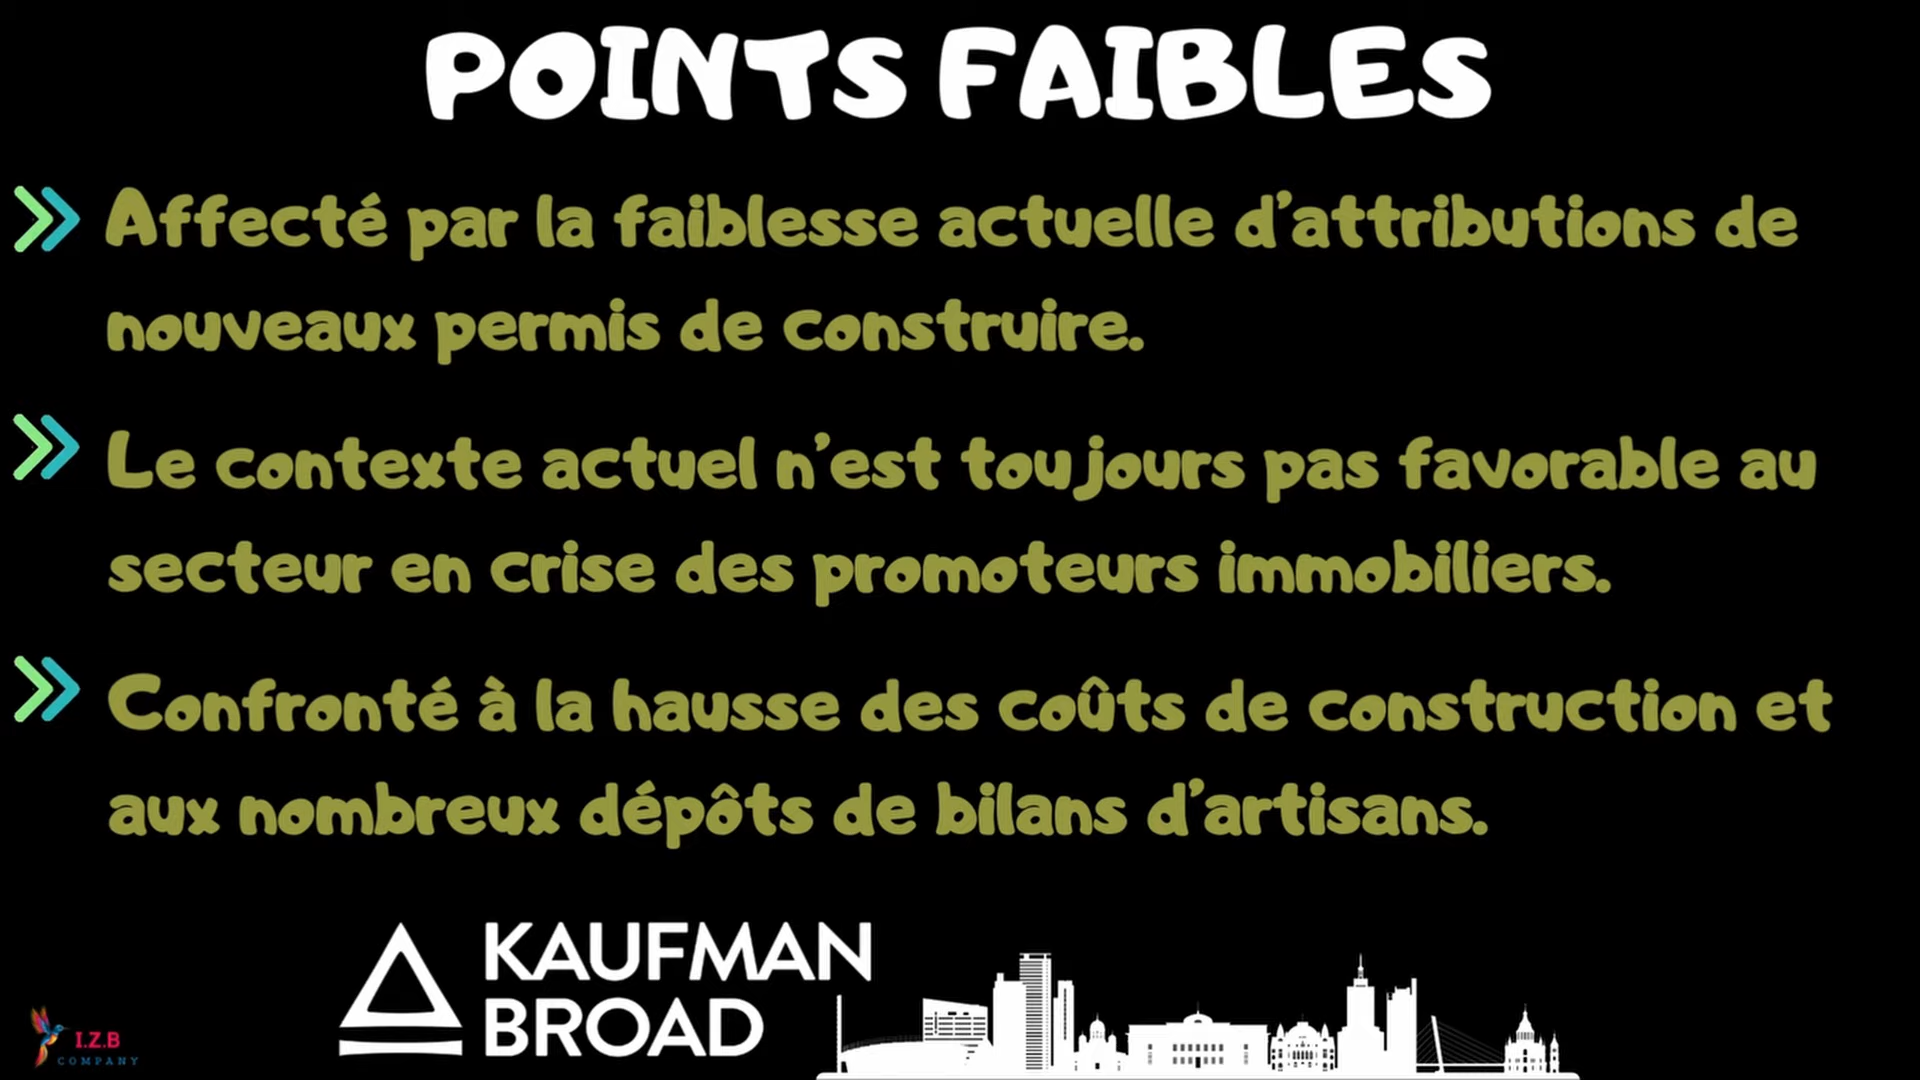 POINTS FAIBLES
Affecté par la faiblesse actuelle d’attributions de
nouveaux permis de construire.
Le contexte actuel n’est toujours pas favorable au
secteur en crise des promoteurs immobiliers.
Confronté à la hausse des coûts de construction et
aux nombreux dépôts de bilans d’artisans.
KAUFMAN
BROAD
I.Z.B
COMPANY